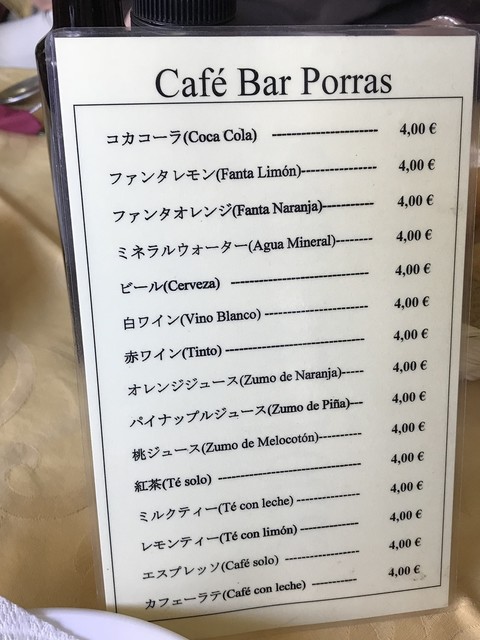 Café Bar Porras
コカコーラ(Coca Cola) ---------------------- 4,00 €
ファンタレモン(Fanta Limón)---------------- 4,00 €
ファンタオレンジ(Fanta Naranja)------------ 4,00 €
ミネラルウォーター(Agua Mineral)-------- 4,00 €
ビール(Cerveza) ----------------------------- 4,00 €
白ワイン(Vino Blanco) ---------------------- 4,00 €
赤ワイン(Tinto) ------------------------------ 4,00 €
オレンジジュース(Zumo de Naranja)----- 4,00 €
パイナップルジュース(Zumo de Piña)--- 4,00 €
桃ジュース(Zumo de Melocotón)---------- 4,00 €
紅茶(Té solo) -------------------------------- 4,00 €
ミルクティー(Té con leche) --------------- 4,00 €
レモンティー(Té con limón) -------------- 4,00 €
エスプレッソ(Café solo) ------------------- 4,00 €
カフェーラテ(Café con leche) ----------- 4,00 €